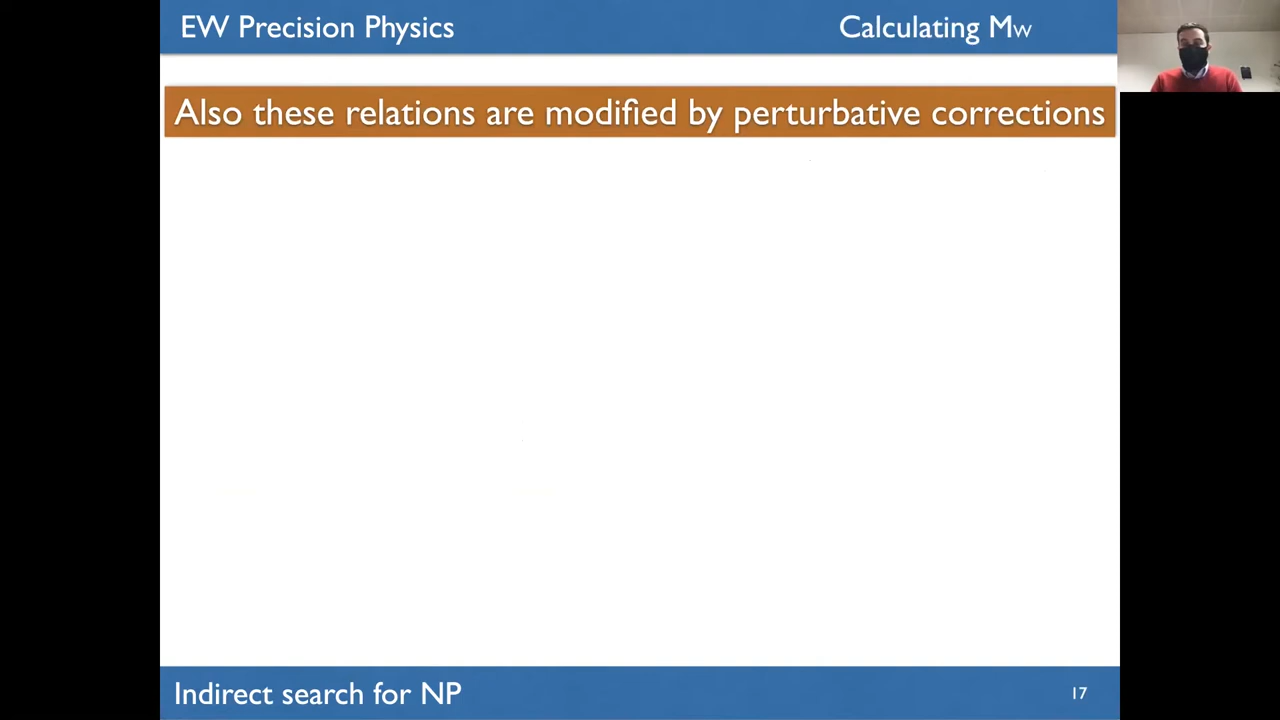 EW Precision Physics
Calculating Mw
Also these relations are modified by perturbative corrections
Indirect search for NP
17